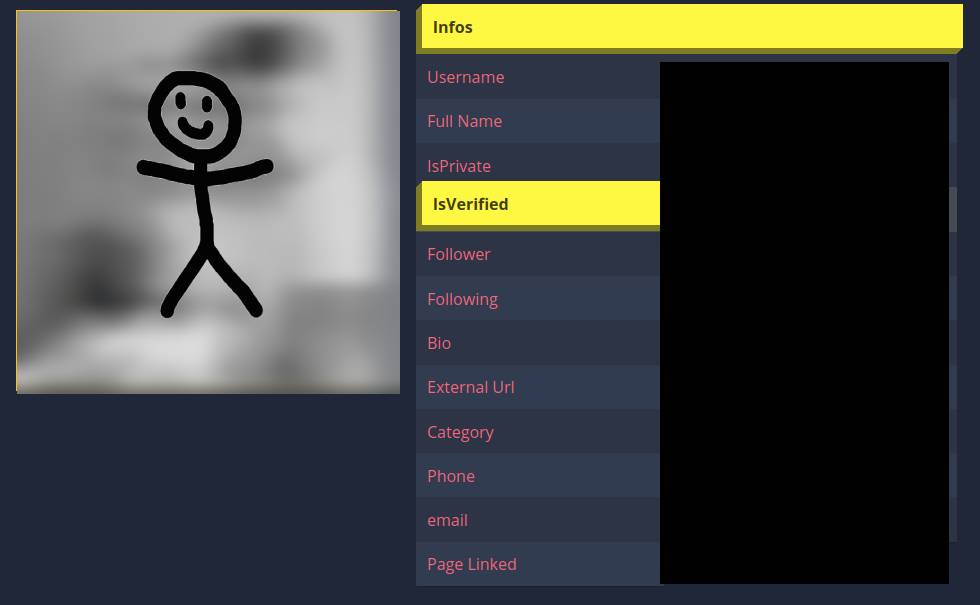 Infos
Username
Full Name
IsPrivate
IsVerified
Follower
Following
Bio
External Url
Category
Phone
email
Page Linked